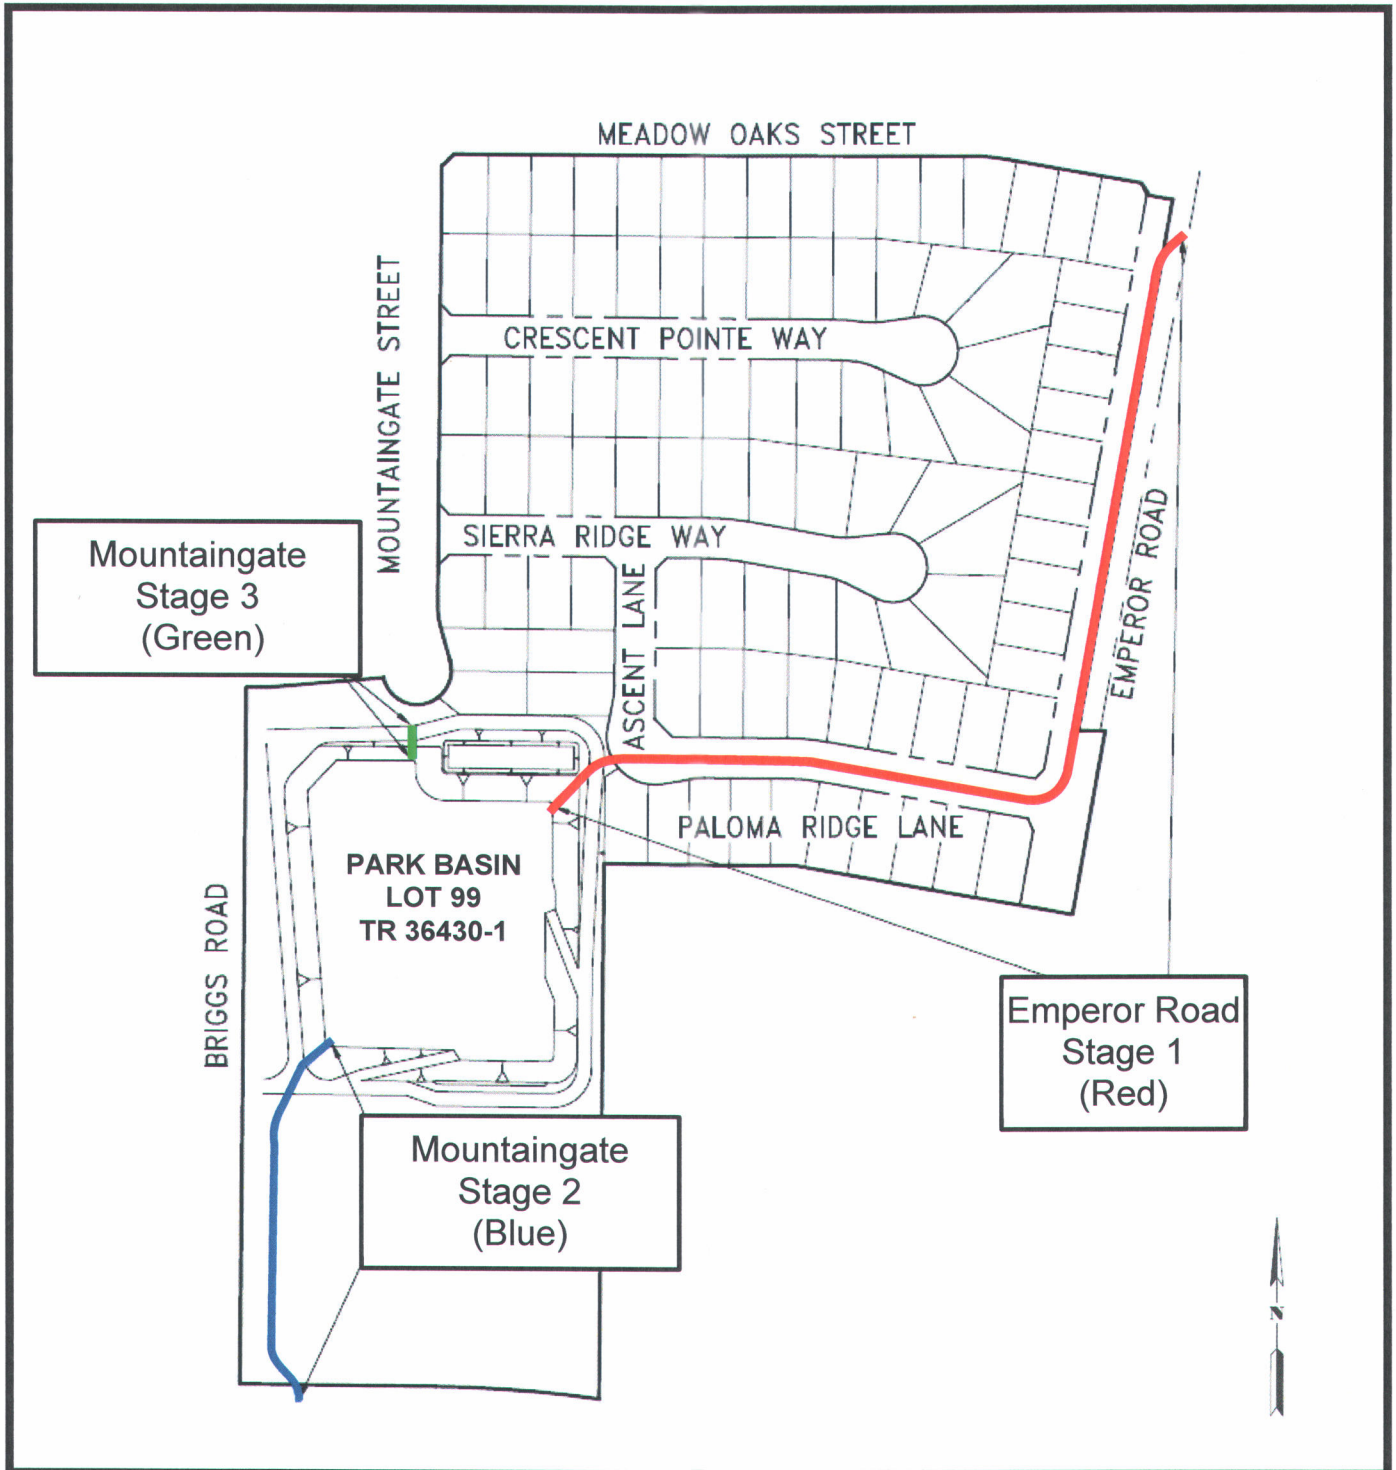 MEADOW OAKS STREET
MOUNTAINGATE STREET
CRESCENT POINTE WAY
SIERRA RIDGE WAY
ASCENT LANE
EMPEROR ROAD
Mountaingate
Stage 3
(Green)
PALOMA RIDGE LANE
PARK BASIN
LOT 99
TR 36430-1
BRIGGS ROAD
Emperor Road
Stage 1
(Red)
Mountaingate
Stage 2
(Blue)
N